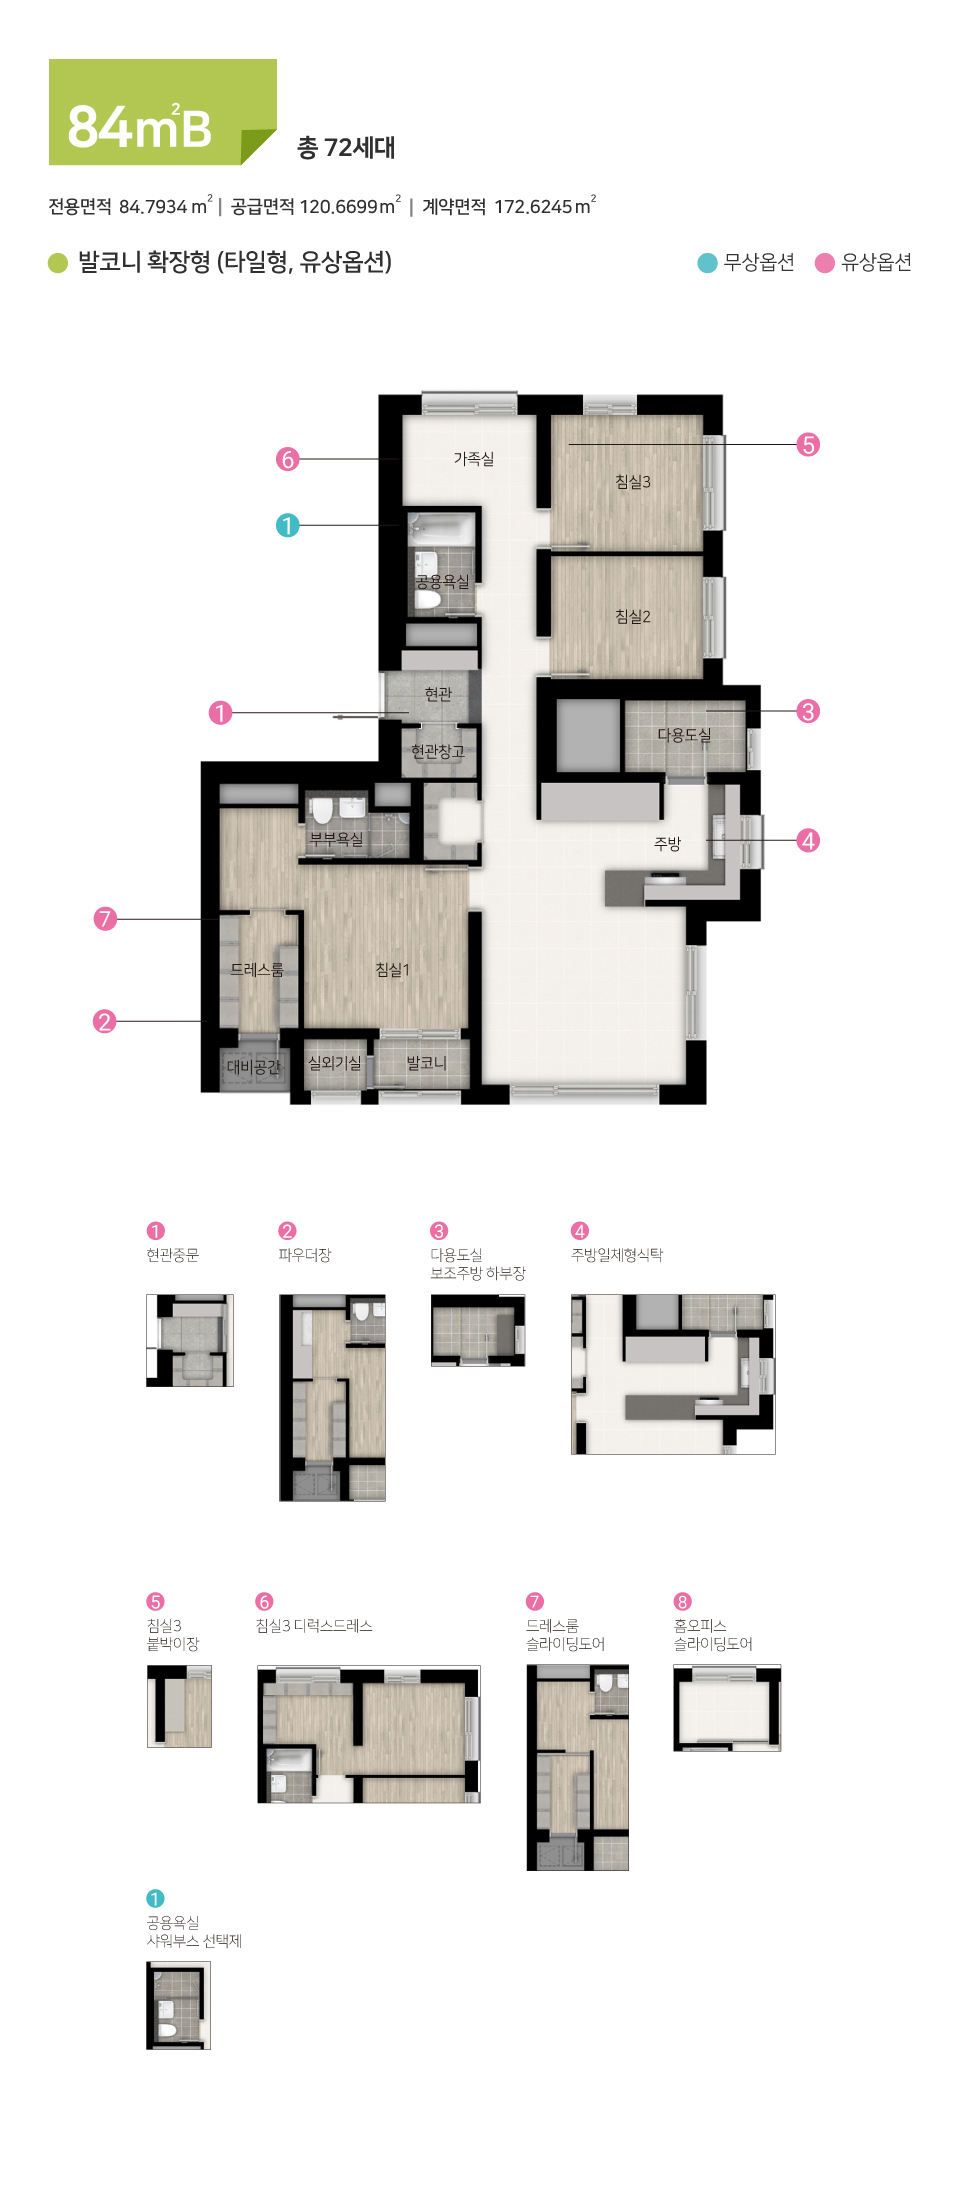 84m²B
총 72세대
전용면적 84.7934 m² | 공급면적 120.6699 m² | 계약면적 172.6245 m²
발코니 확장형 (타일형, 유상옵션)
무상옵션 유상옵션
6 가족실
5
침실3
1
공용욕실
침실2
현관
1
3
다용도실
현관창고
부부욕실
주방 4
7
드레스룸
침실1
2
대비공간
실외기실
발코니
1 2 3 4
현관중문 파우더장 다용도실 주방일체형식탁
보조주방 하부장
5 6 7 8
침실3 침실3 디럭스드레스 드레스룸 홈오피스
붙박이장 슬라이딩도어 슬라이딩도어
1
공용욕실
샤워부스 선택제